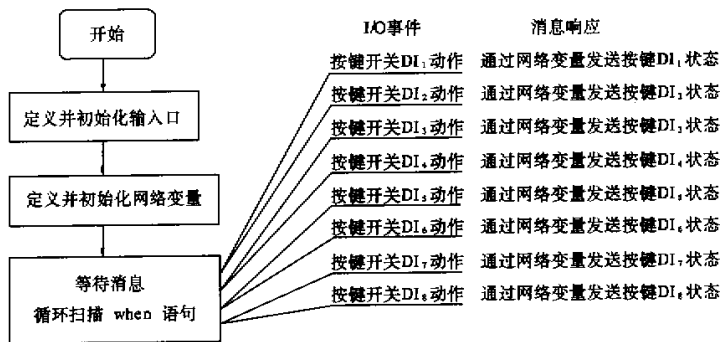 开始
定义并初始化输入口
定义并初始化网络变量
等待消息
循环扫描 when 语句
I/O事件 消息响应
按键开关DI₁动作 通过网络变量发送按键DI₁状态
按键开关DI₂动作 通过网络变量发送按键DI₂状态
按键开关DI₃动作 通过网络变量发送按键DI₃状态
按键开关DI₄动作 通过网络变量发送按键DI₄状态
按键开关DI₅动作 通过网络变量发送按键DI₅状态
按键开关DI₆动作 通过网络变量发送按键DI₆状态
按键开关DI₇动作 通过网络变量发送按键DI₇状态
按键开关DI₈动作 通过网络变量发送按键DI₈状态